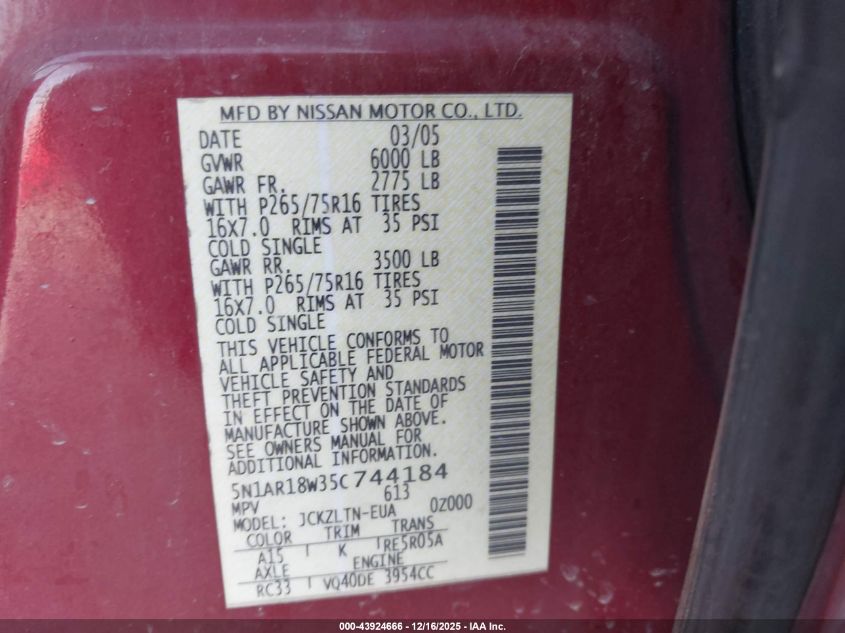 MFD BY NISSAN MOTOR CO., LTD.
DATE 03/05
GVWR 6000 LB
GAWR FR. 2775 LB
WITH P265/75R16 TIRES
16X7.0 RIMS AT 35 PSI
COLD SINGLE
GAWR RR. 3500 LB
WITH P265/75R16 TIRES
16X7.0 RIMS AT 35 PSI
COLD SINGLE
THIS VEHICLE CONFORMS TO
ALL APPLICABLE FEDERAL MOTOR
VEHICLE SAFETY AND
THEFT PREVENTION STANDARDS
IN EFFECT ON THE DATE OF
MANUFACTURE SHOWN ABOVE.
SEE OWNERS MANUAL FOR
ADDITIONAL INFORMATION.
5N1AR18W35C744184
MPV 613
MODEL: JCKZLTN-EUA 0Z000
COLOR TRIM TRANS
A15 K RE5R05A
AXLE ENGINE
RC33 VQ40DE 3954CC
000-43924666 - 12/16/2025 - IAA Inc.